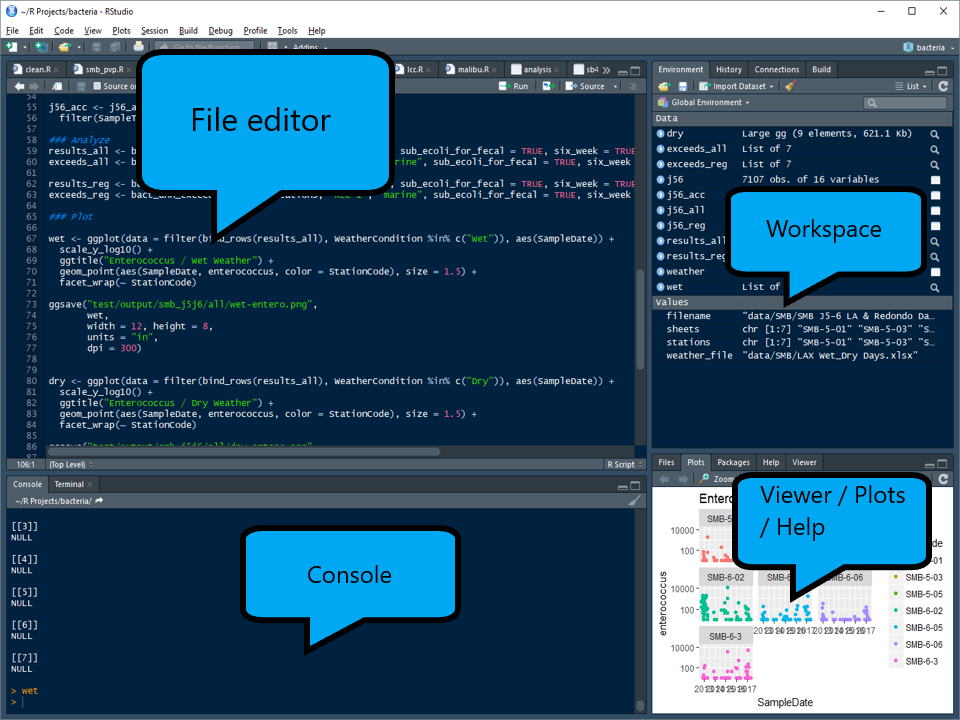 ~/R Projects/bacteria - RStudio
File Edit Code View Plots Session Build Debug Profile Tools Help
Go to file/function Addins
bacteria
clean.R smb_pvp.R lcc.R malibu.R analysis sb4
Source Run Source
54
55 j56_acc <-
56 filter(
57
58 ### Analyze
59 results_all <- sub_ecoli_for_fecal = TRUE, six_week = TRUE
60 exceeds_all <- sub_ecoli_for_fecal = TRUE, six_week
61
62 results_reg <- sub_ecoli_for_fecal = TRUE, six_week = TRUE
63 exceeds_reg <- "marine", sub_ecoli_for_fecal = TRUE, six_week
64
65 ### Plot
66
67 wet <- ggplot(data = filter(bind_rows(results_all), WeatherCondition %in% c("Wet")), aes(SampleDate)) +
68 scale_y_log10() +
69 ggtitle("Enterococcus / Wet Weather") +
70 geom_point(aes(SampleDate, enterococcus, color = StationCode), size = 1.5) +
71 facet_wrap(~ StationCode)
72
73 ggsave("test/output/smb_j5j6/all/wet-entero.png",
74 wet,
75 width = 12, height = 8,
76 units = "in",
77 dpi = 300)
78
79
80 dry <- ggplot(data = filter(bind_rows(results_all), WeatherCondition %in% c("Dry")), aes(SampleDate)) +
81 scale_y_log10() +
82 ggtitle("Enterococcus / Dry Weather") +
83 geom_point(aes(SampleDate, enterococcus, color = StationCode), size = 1.5) +
84 facet_wrap(~ StationCode)
85
86 ggsave("test/output/smb_j5j6/all/dry-entero.png",
87
106:1 (Top Level) R Script
File editor
Console Terminal
~/R Projects/bacteria/
[[3]]
NULL
[[4]]
NULL
[[5]]
NULL
[[6]]
NULL
[[7]]
NULL
> wet
>
Console
Environment History Connections Build
Import Dataset List
Global Environment
Data
dry Large gg (9 elements, 621.1 Kb)
exceeds_all List of 7
exceeds_reg List of 7
j56 7107 obs. of 16 variables
j56_acc
j56_all
j56_reg
results_all
results_reg
weather
wet List of
Values
filename "data/SMB/SMB J5-6 LA & Redondo Da…
sheets chr [1:7] "SMB-5-01" "SMB-5-03" "S…
stations chr [1:7] "SMB-5-01" "SMB-5-03" "S…
weather_file "data/SMB/LAX Wet_Dry Days.xlsx"
Workspace
Files Plots Packages Help Viewer
Zoom
Viewer / Plots
/ Help
Entero
SMB-5
10000
100
SMB-6-02 SMB-6 -06
10000
100
SMB-6-3
10000
100
enterococcus
SampleDate
de
-01
SMB-5-03
SMB-5-05
SMB-6-02
SMB-6-05
SMB-6-06
SMB-6-3